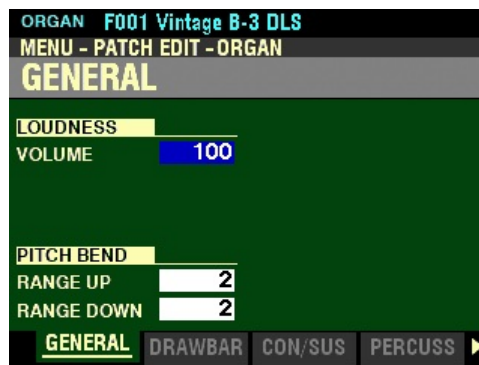 ORGAN F001 Vintage B-3 DLS
MENU - PATCH EDIT - ORGAN
GENERAL
LOUDNESS
VOLUME 100
PITCH BEND
RANGE UP 2
RANGE DOWN 2
GENERAL DRAWBAR CON/SUS PERCUSS